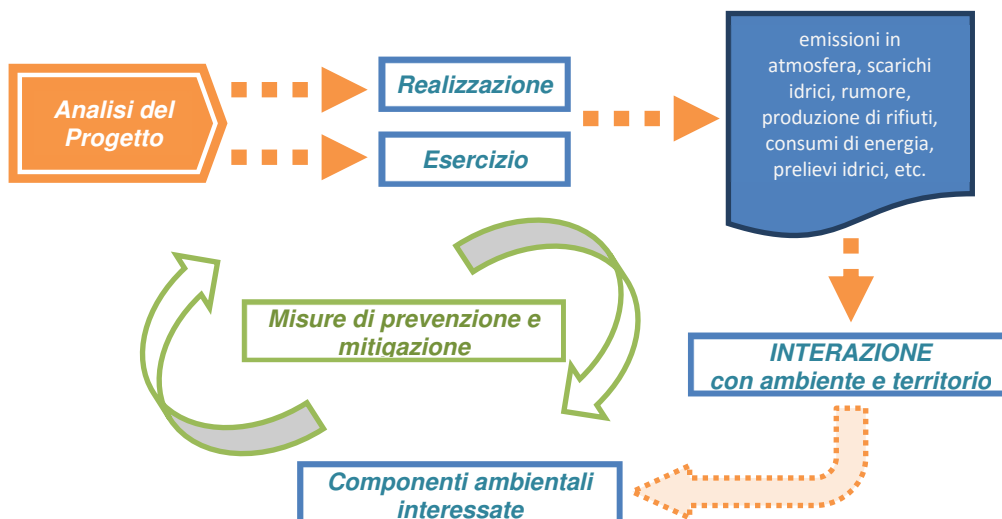 Analisi del
Progetto
Realizzazione
Esercizio
emissioni in
atmosfera, scarichi
idrici, rumore,
produzione di rifiuti,
consumi di energia,
prelievi idrici, etc.
Misure di prevenzione e
mitigazione
INTERAZIONE
con ambiente e territorio
Componenti ambientali
interessate